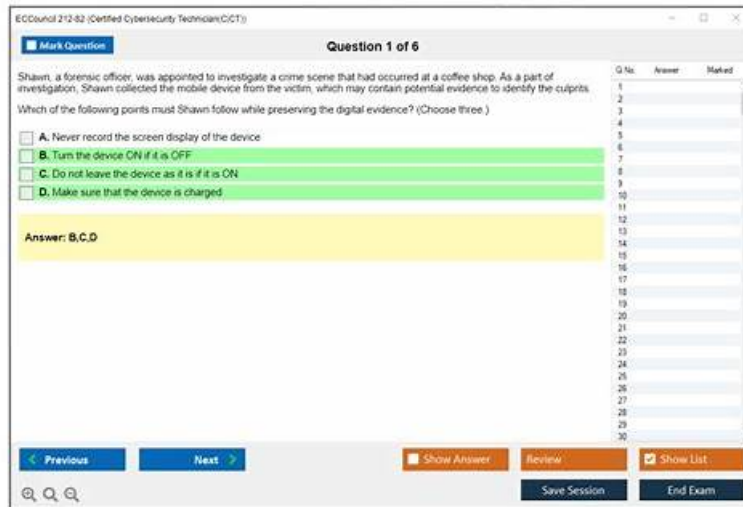 ECCouncil 212-82 (Certified Cybersecurity Technician(C|CT))
Mark Question
Question 1 of 6
Shawn, a forensic officer, was appointed to investigate a crime scene that had occurred at a coffee shop. As a part of
investigation, Shawn collected the mobile device from the victim, which may contain potential evidence to identify the culprits.
Which of the following points must Shawn follow while preserving the digital evidence? (Choose three.)
A. Never record the screen display of the device
B. Turn the device ON if it is OFF
C. Do not leave the device as it is if it is ON
D. Make sure that the device is charged
Answer: B,C,D
Q No. Answer Marked
1
2
3
4
5
6
7
8
9
10
11
12
13
14
15
16
17
18
19
20
21
22
23
24
25
26
27
28
29
30
Previous
Next
Show Answer
Review
Show List
Save Session
End Exam